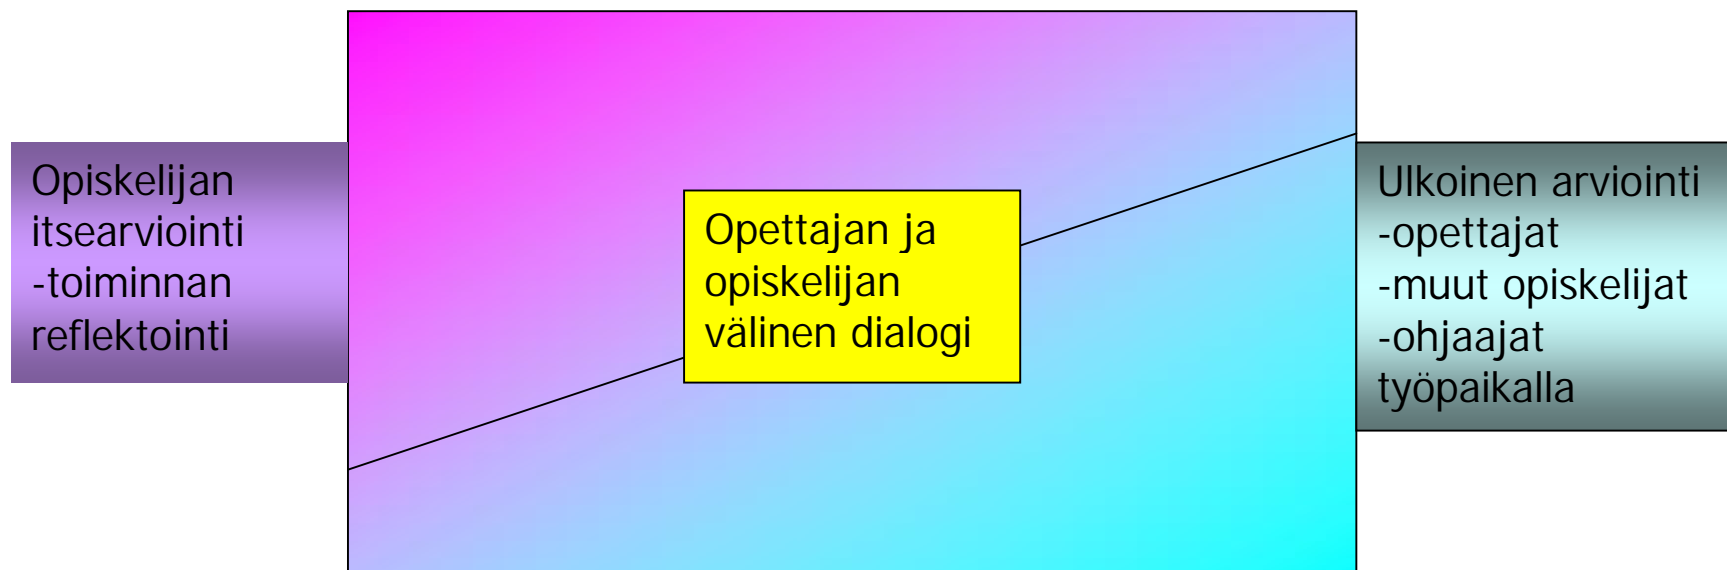 Opiskelijan
itsearviointi
-toiminnan
reflektointi
Opettajan ja
opiskelijan
välinen dialogi
Ulkoinen arviointi
-opettajat
-muut opiskelijat
-ohjaajat
työpaikalla